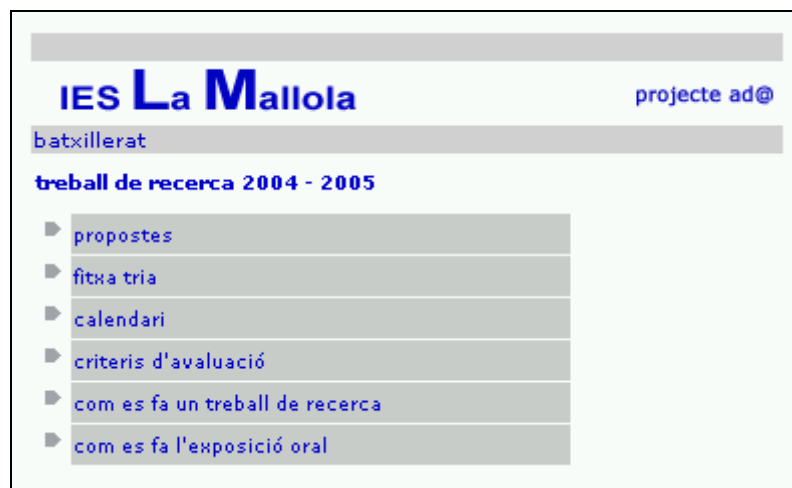 IES La Mallola
projecte ad@
batxillerat
treball de recerca 2004 - 2005
propostes
fitxa tria
calendari
criteris d'avaluació
com es fa un treball de recerca
com es fa l'exposició oral